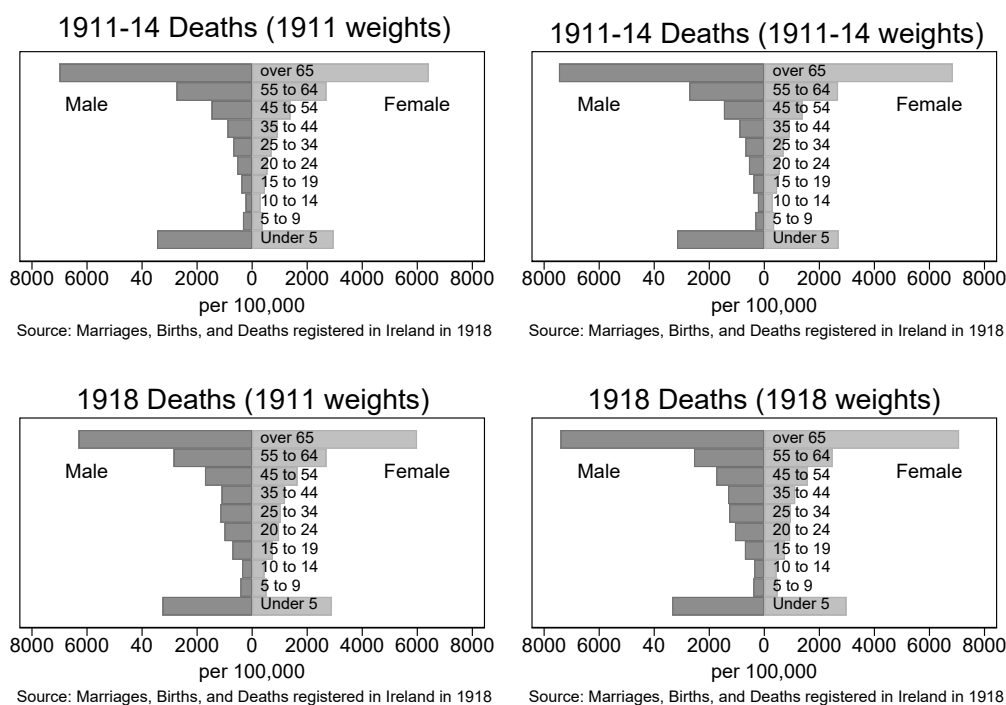 1911-14 Deaths (1911 weights)
over 65
55 to 64
Male
Female
45 to 54
35 to 44
25 to 34
20 to 24
15 to 19
10 to 14
5 to 9
Under 5
8000 6000 4000 2000 0 2000 4000 6000 8000
per 100,000
Source: Marriages, Births, and Deaths registered in Ireland in 1918
1911-14 Deaths (1911-14 weights)
over 65
55 to 64
Male
Female
45 to 54
35 to 44
25 to 34
20 to 24
15 to 19
10 to 14
5 to 9
Under 5
8000 6000 4000 2000 0 2000 4000 6000 8000
per 100,000
Source: Marriages, Births, and Deaths registered in Ireland in 1918
1918 Deaths (1911 weights)
over 65
55 to 64
Male
Female
45 to 54
35 to 44
25 to 34
20 to 24
15 to 19
10 to 14
5 to 9
Under 5
8000 6000 4000 2000 0 2000 4000 6000 8000
per 100,000
Source: Marriages, Births, and Deaths registered in Ireland in 1918
1918 Deaths (1918 weights)
over 65
55 to 64
Male
Female
45 to 54
35 to 44
25 to 34
20 to 24
15 to 19
10 to 14
5 to 9
Under 5
8000 6000 4000 2000 0 2000 4000 6000 8000
per 100,000
Source: Marriages, Births, and Deaths registered in Ireland in 1918